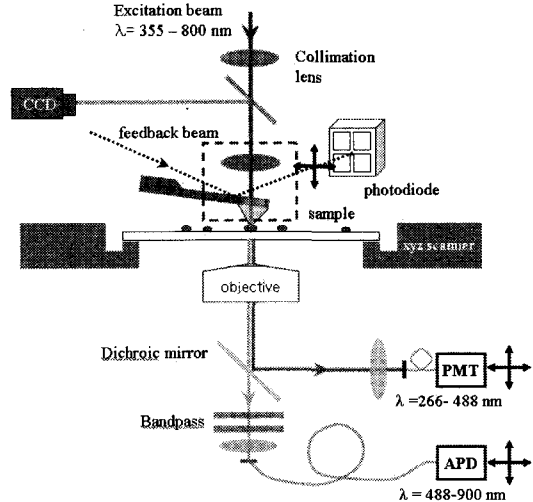 Excitation beam
λ= 355 – 800 nm
Collimation
lens
CCD
feedback beam
photodiode
sample
xyz scanner
objective
Dichroic mirror
PMT
λ =266- 488 nm
Bandpass
APD
λ = 488-900 nm